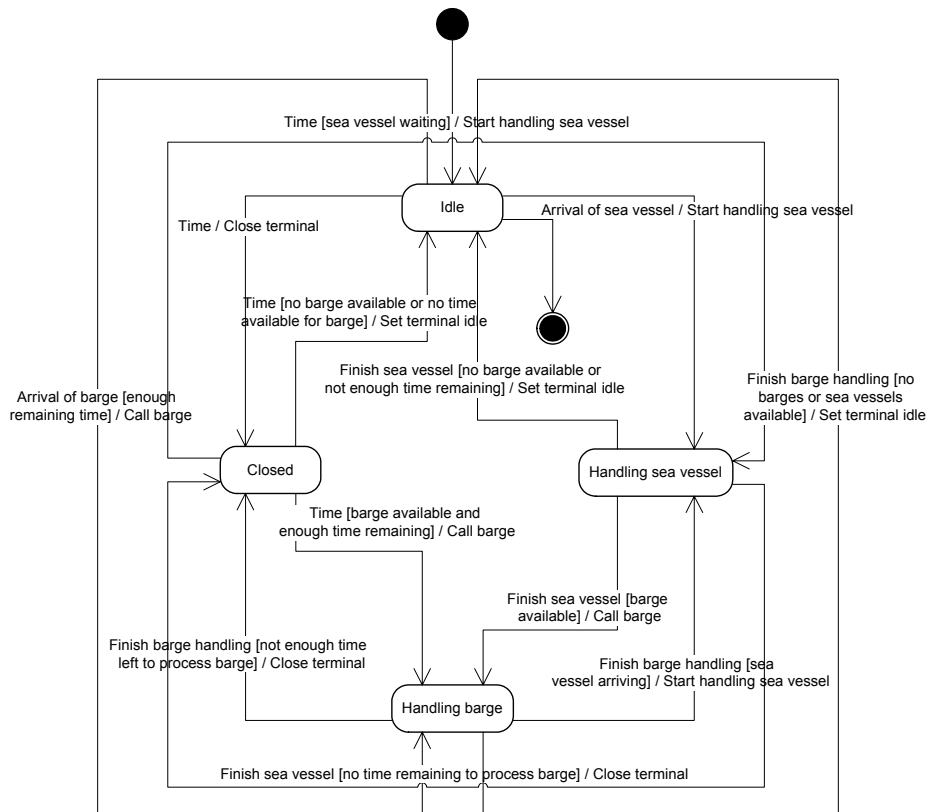 Time [sea vessel waiting] / Start handling sea vessel
Idle
Arrival of sea vessel / Start handling sea vessel
Time / Close terminal
Time [no barge available or no time
available for barge] / Set terminal idle
Finish sea vessel [no barge available or
not enough time remaining] / Set terminal idle
Arrival of barge [enough
remaining time] / Call barge
Finish barge handling [no
barges or sea vessels
available] / Set terminal idle
Closed
Handling sea vessel
Time [barge available and
enough time remaining] / Call barge
Finish sea vessel [barge
available] / Call barge
Finish barge handling [not enough time
left to process barge] / Close terminal
Finish barge handling [sea
vessel arriving] / Start handling sea vessel
Handling barge
Finish sea vessel [no time remaining to process barge] / Close terminal